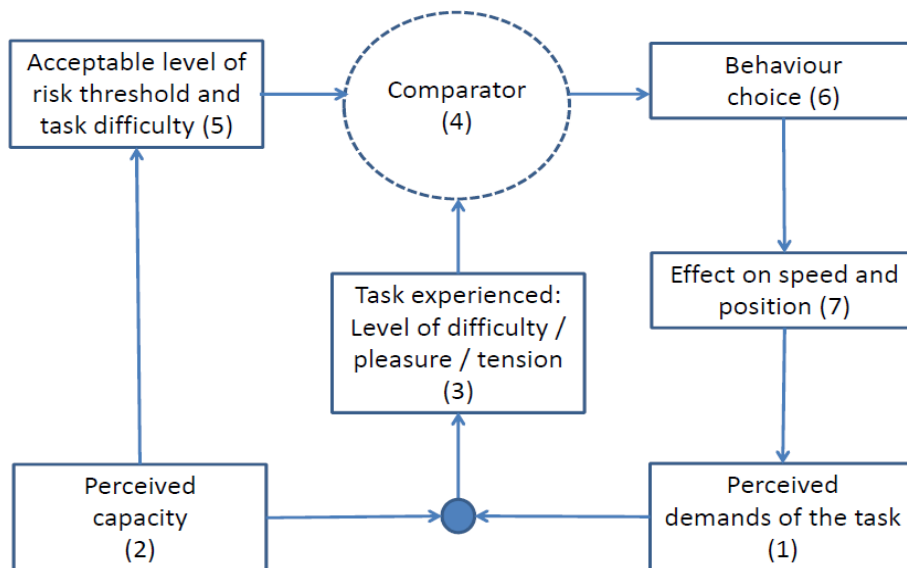 Acceptable level of
risk threshold and
task difficulty (5)
Comparator
(4)
Behaviour
choice (6)
Task experienced:
Level of difficulty /
pleasure / tension
(3)
Effect on speed and
position (7)
Perceived
capacity
(2)
Perceived
demands of the task
(1)